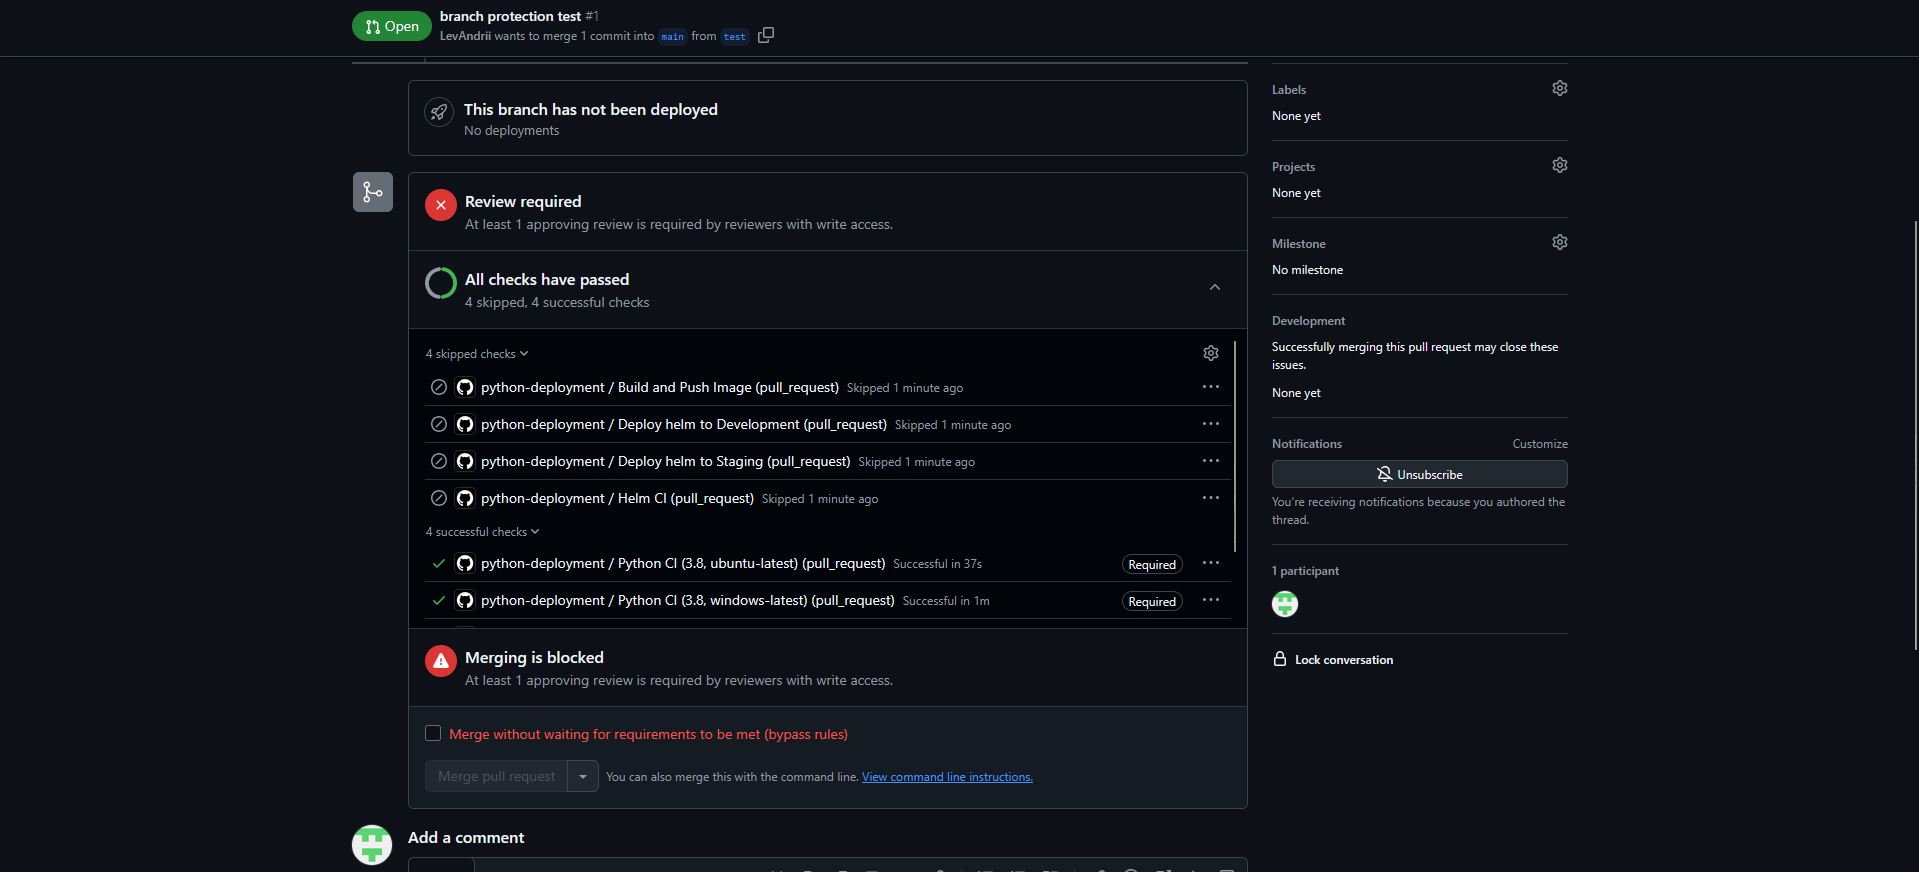 Open
branch protection test #1
LevAndrii wants to merge 1 commit into main from test
This branch has not been deployed
No deployments
Review required
At least 1 approving review is required by reviewers with write access.
All checks have passed
4 skipped, 4 successful checks
4 skipped checks
python-deployment / Build and Push Image (pull_request) Skipped 1 minute ago
python-deployment / Deploy helm to Development (pull_request) Skipped 1 minute ago
python-deployment / Deploy helm to Staging (pull_request) Skipped 1 minute ago
python-deployment / Helm CI (pull_request) Skipped 1 minute ago
4 successful checks
python-deployment / Python CI (3.8, ubuntu-latest) (pull_request) Successful in 37s Required
python-deployment / Python CI (3.8, windows-latest) (pull_request) Successful in 1m Required
Merging is blocked
At least 1 approving review is required by reviewers with write access.
Merge without waiting for requirements to be met (bypass rules)
Merge pull request
You can also merge this with the command line. View command line instructions.
Add a comment
Labels
None yet
Projects
None yet
Milestone
No milestone
Development
Successfully merging this pull request may close these
issues.
None yet
Notifications
Customize
Unsubscribe
You're receiving notifications because you authored the
thread.
1 participant
Lock conversation